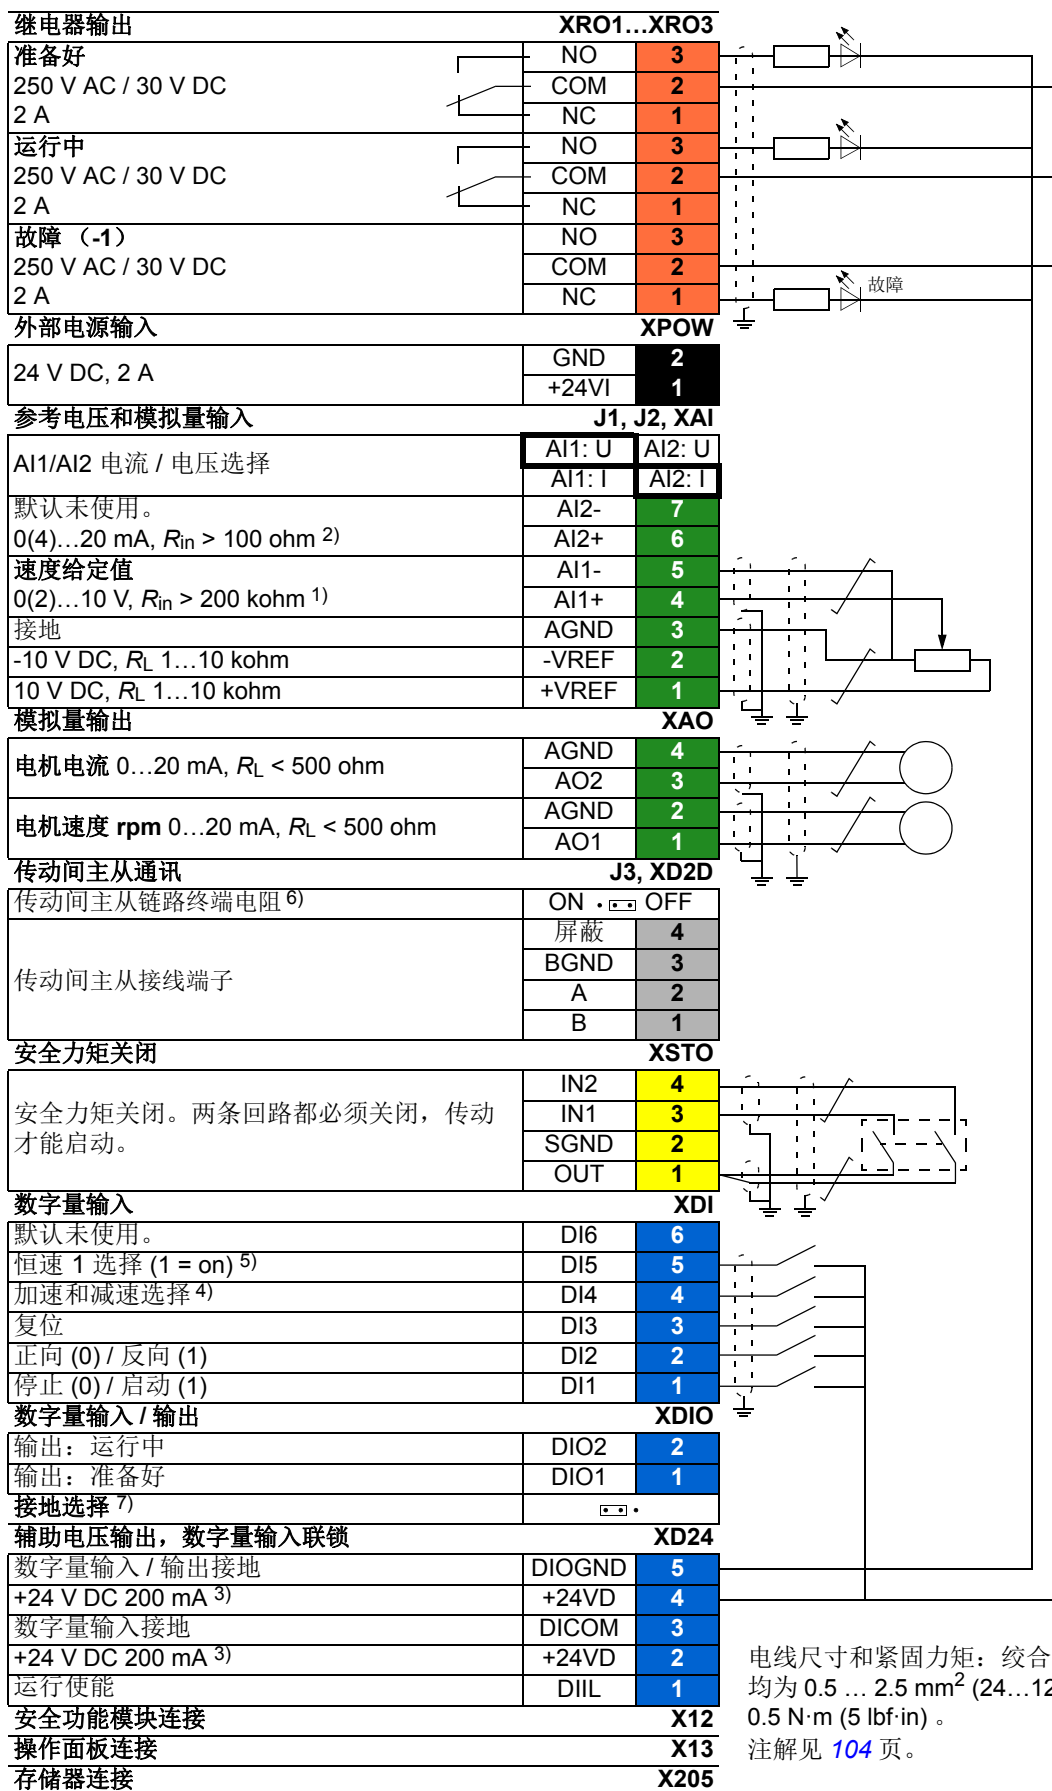 继电器输出 XRO1…XRO3
准备好 NO 3
250 V AC / 30 V DC COM 2
2 A NC 1
运行中 NO 3
250 V AC / 30 V DC COM 2
2 A NC 1
故障 （-1） NO 3
250 V AC / 30 V DC COM 2
2 A NC 1 故障
外部电源输入 XPOW
24 V DC, 2 A GND 2
+24VI 1
参考电压和模拟量输入 J1, J2, XAI
AI1/AI2 电流 / 电压选择 AI1: U AI2: U
AI1: I AI2: I
默认未使用。 AI2- 7
0(4)…20 mA, Rin > 100 ohm 2) AI2+ 6
速度给定值 AI1- 5
0(2)…10 V, Rin > 200 kohm 1) AI1+ 4
接地 AGND 3
-10 V DC, RL 1…10 kohm -VREF 2
10 V DC, RL 1…10 kohm +VREF 1
模拟量输出 XAO
电机电流 0…20 mA, RL < 500 ohm AGND 4
AO2 3
电机速度 rpm 0…20 mA, RL < 500 ohm AGND 2
AO1 1
传动间主从通讯 J3, XD2D
传动间主从链路终端电阻 6) ON OFF
传动间主从接线端子 屏蔽 4
BGND 3
A 2
B 1
安全力矩关闭 XSTO
安全力矩关闭。两条回路都必须关闭，传动 IN2 4
才能启动。 IN1 3
SGND 2
OUT 1
数字量输入 XDI
默认未使用。 DI6 6
恒速 1 选择 (1 = on) 5) DI5 5
加速和减速选择 4) DI4 4
复位 DI3 3
正向 (0) / 反向 (1) DI2 2
停止 (0) / 启动 (1) DI1 1
数字量输入 / 输出 XDIO
输出：运行中 DIO2 2
输出：准备好 DIO1 1
接地选择 7)
辅助电压输出，数字量输入联锁 XD24
数字量输入 / 输出接地 DIOGND 5
+24 V DC 200 mA 3) +24VD 4
数字量输入接地 DICOM 3
+24 V DC 200 mA 3) +24VD 2
运行使能 DIIL 1
安全功能模块连接 X12
操作面板连接 X13
存储器连接 X205
电线尺寸和紧固力矩：绞合
均为 0.5 … 2.5 mm2 (24…12
0.5 N·m (5 lbf·in) 。
注解见 104 页。